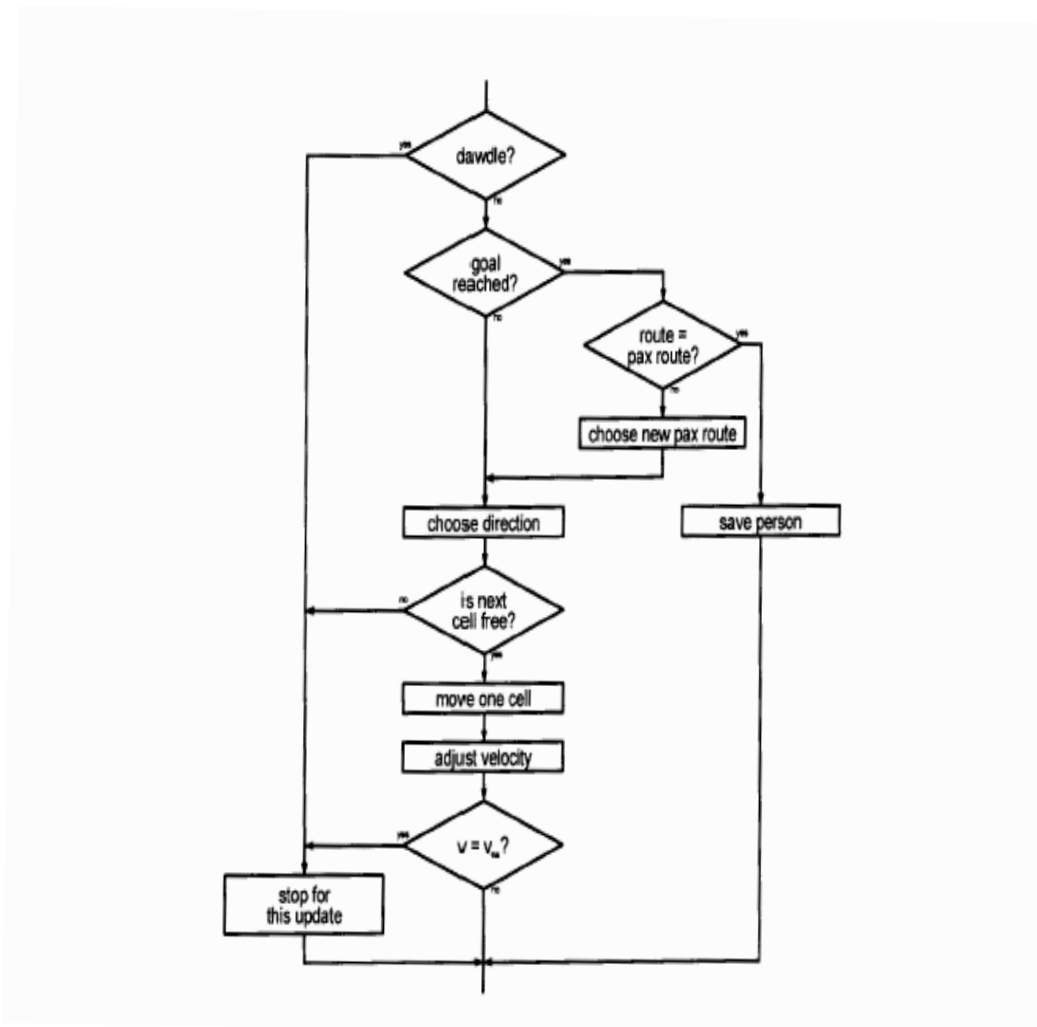 yes
dawdle?
no
goal
reached?
yes
no
route =
pax route?
yes
no
choose new pax route
choose direction
save person
no
is next
cell free?
yes
move one cell
adjust velocity
yes
v = v
?
no
stop for
this update